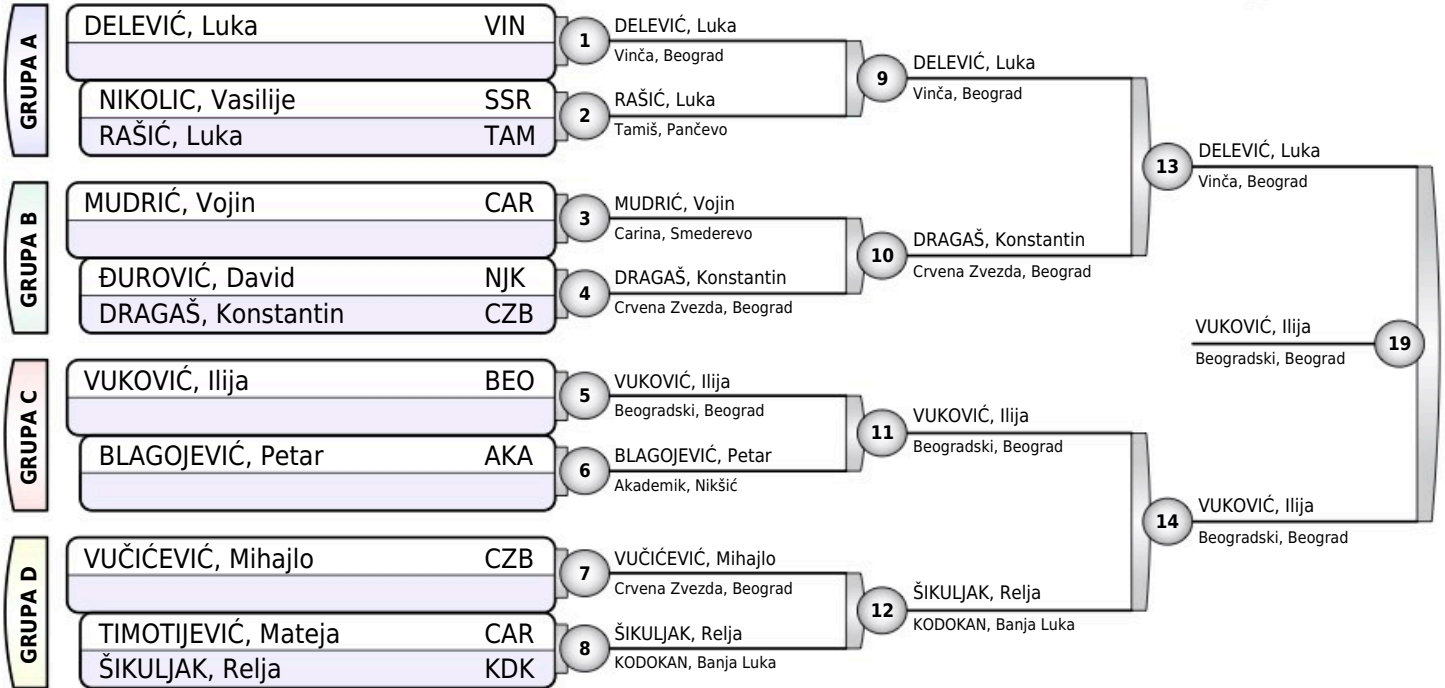 GRUPA A
DELEVIĆ, Luka VIN
NIKOLIC, Vasilije SSR
RAŠIĆ, Luka TAM
GRUPA B
MUDRIĆ, Vojin CAR
ĐUROVIĆ, David NJK
DRAGAŠ, Konstantin CZB
GRUPA C
VUKOVIĆ, Ilija BEO
BLAGOJEVIĆ, Petar AKA
GRUPA D
VUČIĆEVIĆ, Mihajlo CZB
TIMOTIJEVIĆ, Mateja CAR
ŠIKULJAK, Relja KDK
1
DELEVIĆ, Luka
Vinča, Beograd
2
RAŠIĆ, Luka
Tamiš, Pančevo
3
MUDRIĆ, Vojin
Carina, Smederevo
4
DRAGAŠ, Konstantin
Crvena Zvezda, Beograd
5
VUKOVIĆ, Ilija
Beogradski, Beograd
6
BLAGOJEVIĆ, Petar
Akademik, Nikšić
7
VUČIĆEVIĆ, Mihajlo
Crvena Zvezda, Beograd
8
ŠIKULJAK, Relja
KODOKAN, Banja Luka
9
DELEVIĆ, Luka
Vinča, Beograd
10
DRAGAŠ, Konstantin
Crvena Zvezda, Beograd
11
VUKOVIĆ, Ilija
Beogradski, Beograd
12
ŠIKULJAK, Relja
KODOKAN, Banja Luka
13
DELEVIĆ, Luka
Vinča, Beograd
14
VUKOVIĆ, Ilija
Beogradski, Beograd
VUKOVIĆ, Ilija
Beogradski, Beograd
19